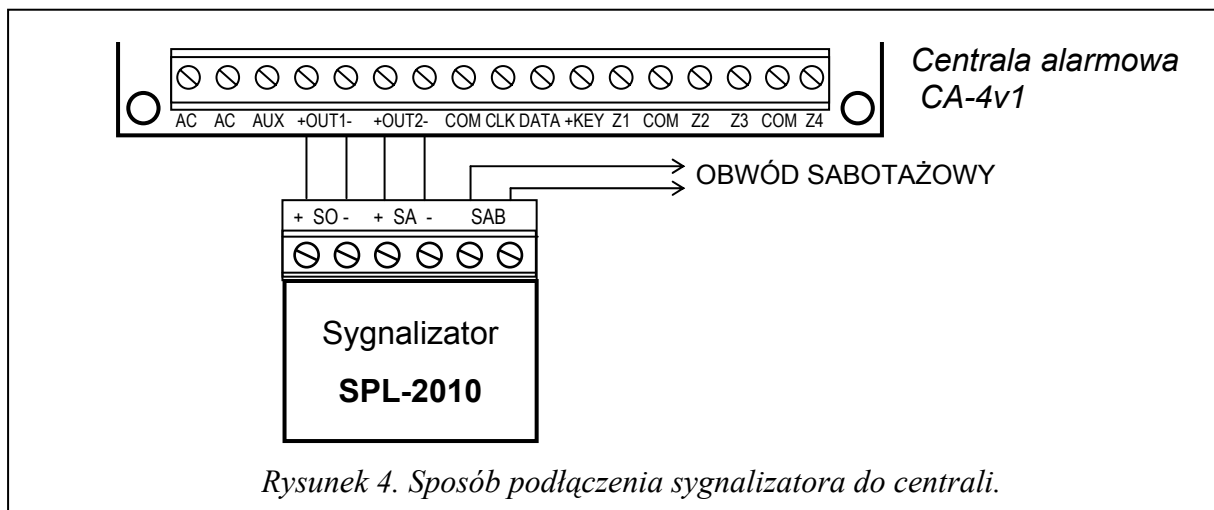 Centrala alarmowa
CA-4v1
AC AC AUX +OUT1- +OUT2- COM CLK DATA +KEY Z1 COM Z2 Z3 COM Z4
OBWÓD SABOTAŻOWY
+ SO - + SA - SAB
Sygnalizator
SPL-2010
Rysunek 4. Sposób podłączenia sygnalizatora do centrali.